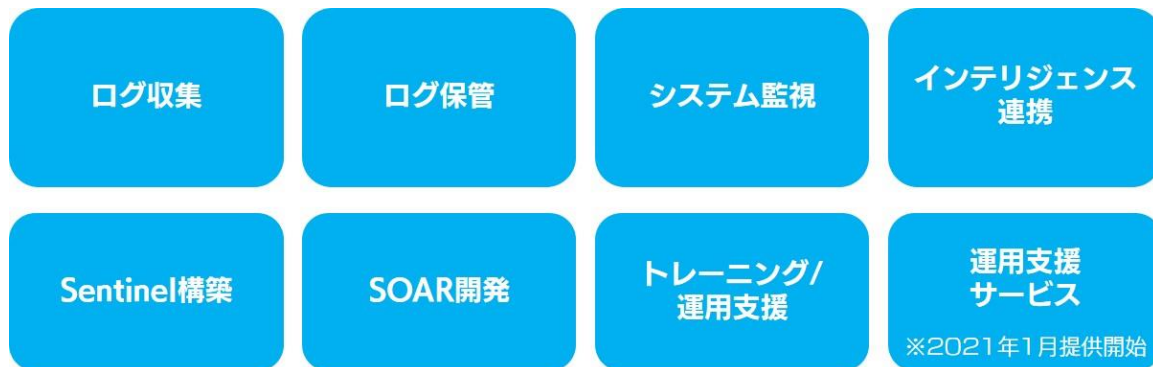 ログ収集
ログ保管
システム監視
インテリジェンス
連携
Sentinel構築
SOAR開発
トレーニング/
運用支援
運用支援
サービス
※2021年1月提供開始